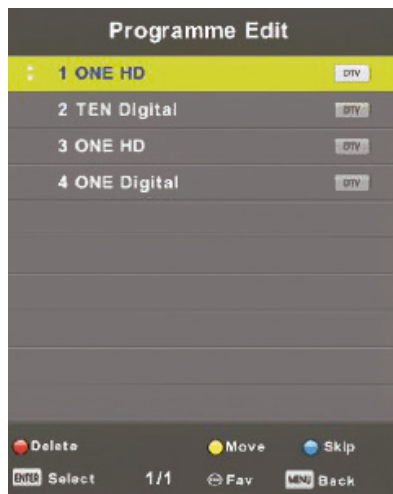 Programme Edit
1 ONE HD DTV
2 TEN Digital DTV
3 ONE HD DTV
4 ONE Digital DTV
Delete Move Skip
ENTER Select 1/1 Fav MENU Back